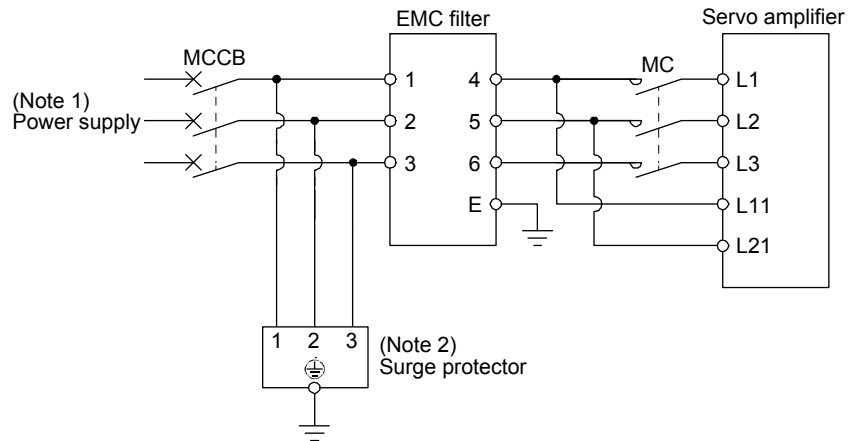 EMC filter
Servo amplifier
MCCB
MC
(Note 1)
Power supply
1
2
3
4
5
6
E
L1
L2
L3
L11
L21
1 2 3
(Note 2)
Surge protector